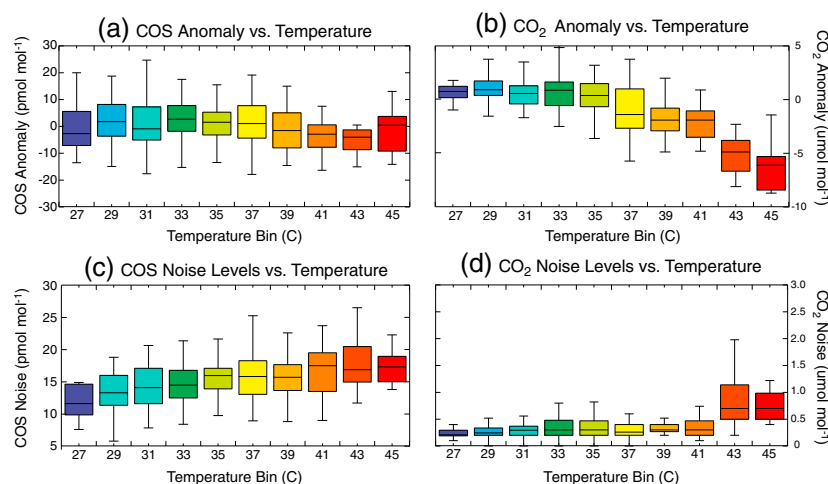 (a) COS Anomaly vs. Temperature
30
20
10
0
-10
-20
-30
COS Anomaly (pmol mol⁻¹)
27 29 31 33 35 37 39 41 43 45
Temperature Bin (C)
(b) CO₂ Anomaly vs. Temperature
5
0
-5
-10
CO₂ Anomaly (umol mol⁻¹)
27 29 31 33 35 37 39 41 43 45
Temperature Bin (C)
(c) COS Noise Levels vs. Temperature
30
25
20
15
10
5
COS Noise (pmol mol⁻¹)
27 29 31 33 35 37 39 41 43 45
Temperature Bin (C)
(d) CO₂ Noise Levels vs. Temperature
3.0
2.5
2.0
1.5
1.0
0.5
0
CO₂ Noise (umol mol⁻¹)
27 29 31 33 35 37 39 41 43 45
Temperature Bin (C)